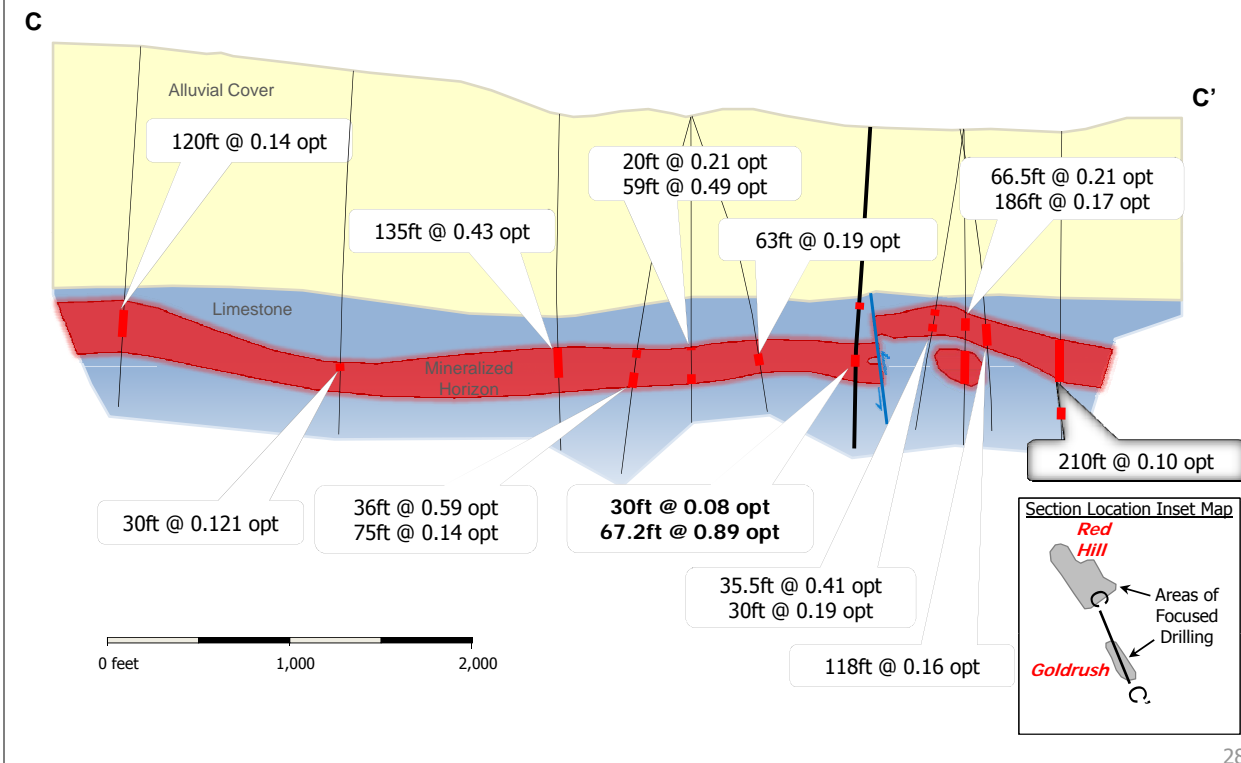 C
C'
Alluvial Cover
120ft @ 0.14 opt
20ft @ 0.21 opt
59ft @ 0.49 opt
66.5ft @ 0.21 opt
186ft @ 0.17 opt
135ft @ 0.43 opt
63ft @ 0.19 opt
Limestone
Mineralized
Horizon
30ft @ 0.121 opt
36ft @ 0.59 opt
75ft @ 0.14 opt
30ft @ 0.08 opt
67.2ft @ 0.89 opt
210ft @ 0.10 opt
35.5ft @ 0.41 opt
30ft @ 0.19 opt
118ft @ 0.16 opt
0 feet
1,000
2,000
Section Location Inset Map
Red
Hill
C
Areas of
Focused
Drilling
Goldrush
C'
28